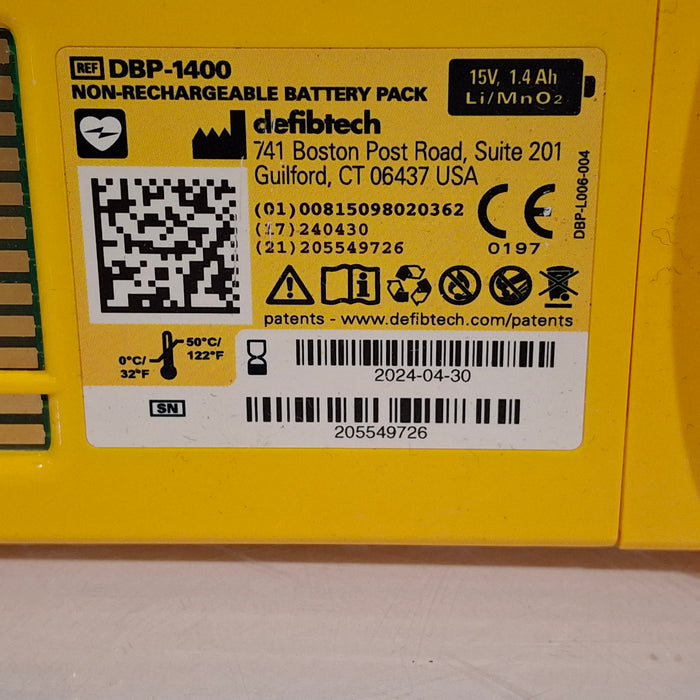 REF DBP-1400
NON-RECHARGEABLE BATTERY PACK
15V, 1.4 Ah
Li/MnO2
defibtech
741 Boston Post Road, Suite 201
Guilford, CT 06437 USA
(01)00815098020362
(17)240430
(21)205549726
CE
0197
DBP-L006-004
patents - www.defibtech.com/patents
0°C/
32°F
50°C/
122°F
2024-04-30
SN
205549726